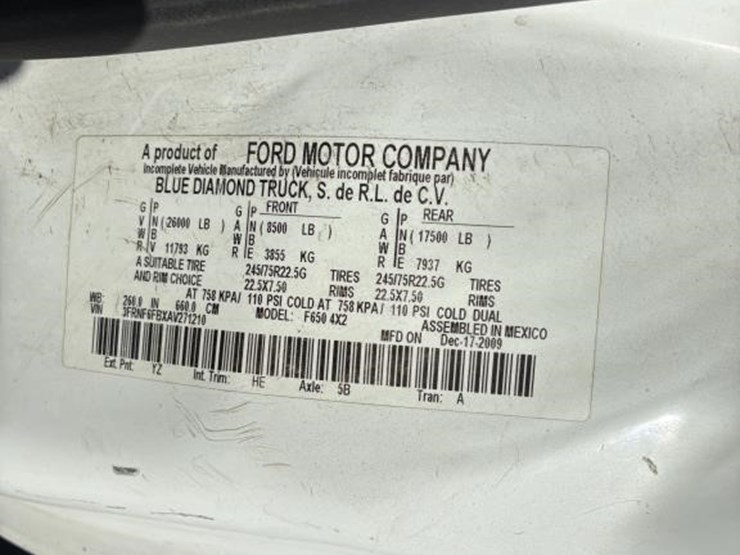 A product of FORD MOTOR COMPANY
Incomplete Vehicle Manufactured by (Vehicule incomplet fabrique par)
BLUE DIAMOND TRUCK, S. de R.L. de C.V.
G P G P FRONT G P REAR
V N ( 26000 LB ) A N ( 8500 LB ) A N ( 17500 LB )
W B W B W B
R V 11793 KG R E 3855 KG R E 7937 KG
A SUITABLE TIRE 245/75R22.5G TIRES 245/75R22.5G TIRES
AND RIM CHOICE 22.5X7.50 RIMS 22.5X7.50 RIMS
AT 758 KPA/ 110 PSI COLD AT 758 KPA/ 110 PSI COLD DUAL
WB: 260.0 IN 660.0 CM MODEL: F650 4X2 ASSEMBLED IN MEXICO
VIN 3FRNF6FBXAV271210 MFD ON Dec-17-2009
Ext. Pnt: YZ Int. Trim: HE Axle: 5B Tran: A